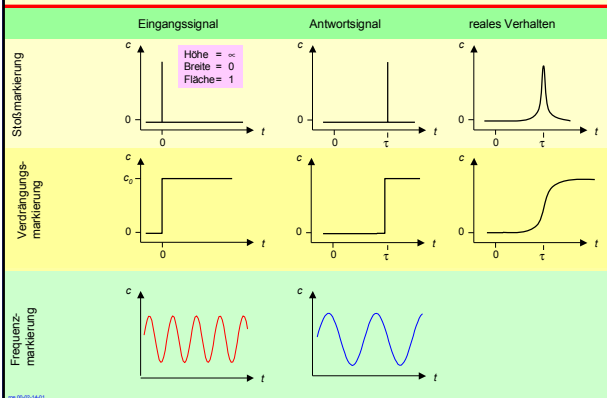 Eingangssignal
Antwortsignal
reales Verhalten
Stoßmarkierung
c
0
0
t
Höhe = ∞
Breite = 0
Fläche= 1
c
0
0
τ
t
c
0
0
τ
t
Verdrängungs-
markierung
c
c₀
0
0
t
c
0
0
τ
t
c
0
0
τ
t
Frequenz-
markierung
c
t
c
t